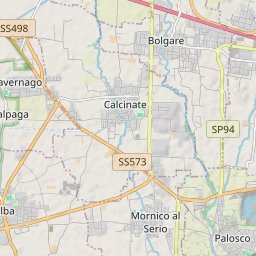 SS498
Bolgare
avernago
Calcinate
alpaga
SP94
SS573
lba
Mornico al
Serio
Palosco